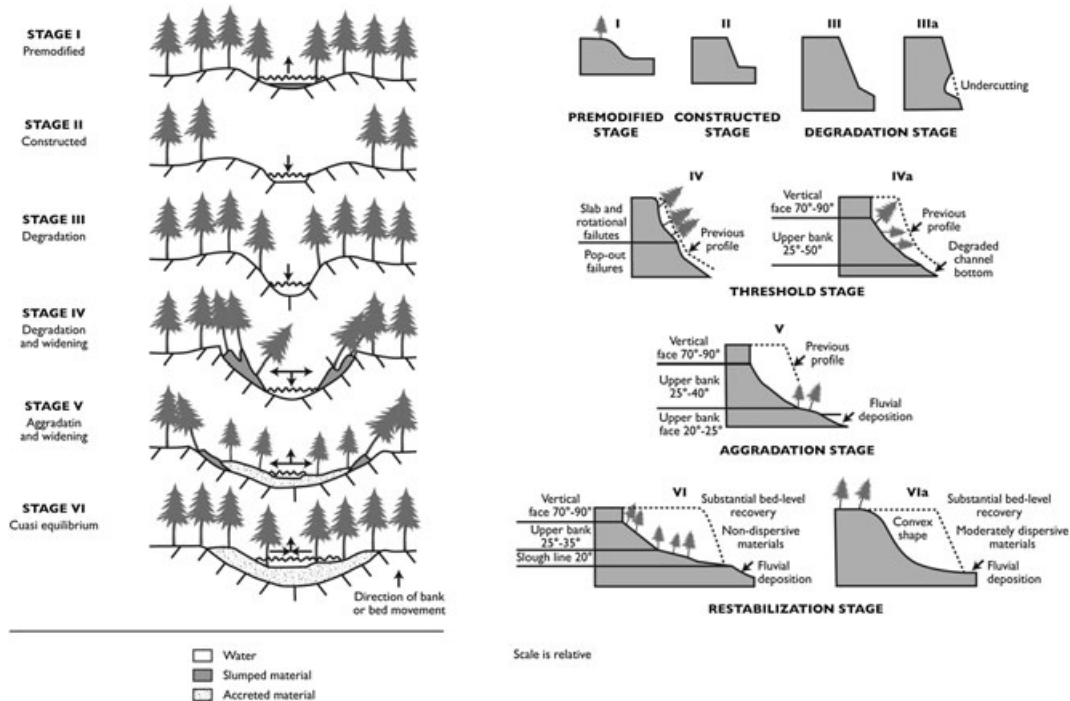 STAGE I
Premodified
STAGE II
Constructed
STAGE III
Degradation
STAGE IV
Degradation
and widening
STAGE V
Aggradatin
and widening
STAGE VI
Cuasi equilibrium
Direction of bank
or bed movement
Water
Slumped material
Accreted material
I
II
III
IIIa
Undercutting
PREMODIFIED
STAGE
CONSTRUCTED
STAGE
DEGRADATION STAGE
IV
Slab and
rotational
failutes
Pop-out
failures
Previous
profile
IVa
Vertical
face 70°-90°
Upper bank
25°-50°
Previous
profile
Degraded
channel
bottom
THRESHOLD STAGE
V
Vertical
face 70°-90°
Upper bank
25°-40°
Upper bank
face 20°-25°
Previous
profile
Fluvial
deposition
AGGRADATION STAGE
VI
Vertical
face 70°-90°
Upper bank
25°-35°
Slough line 20°
Substantial bed-level
recovery
Non-dispersive
materials
Fluvial
deposition
VIa
Convex
shape
Substantial bed-level
recovery
Moderately dispersive
materials
Fluvial
deposition
RESTABILIZATION STAGE
Scale is relative